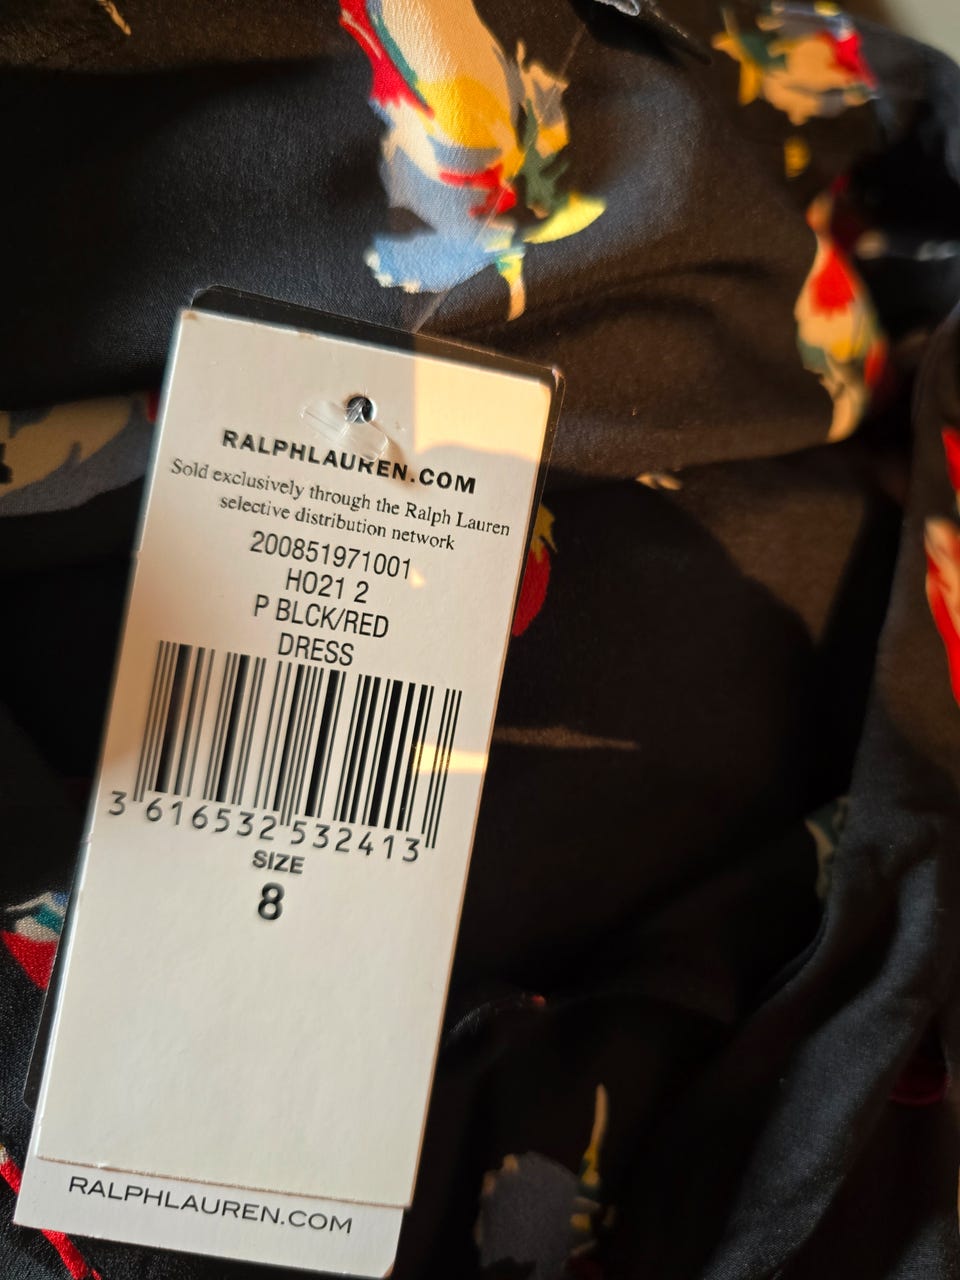 RALPHLAUREN.COM
Sold exclusively through the Ralph Lauren
selective distribution network
200851971001
HO21 2
P BLCK/RED
DRESS
3 616532 532413
SIZE
8
RALPHLAUREN.COM